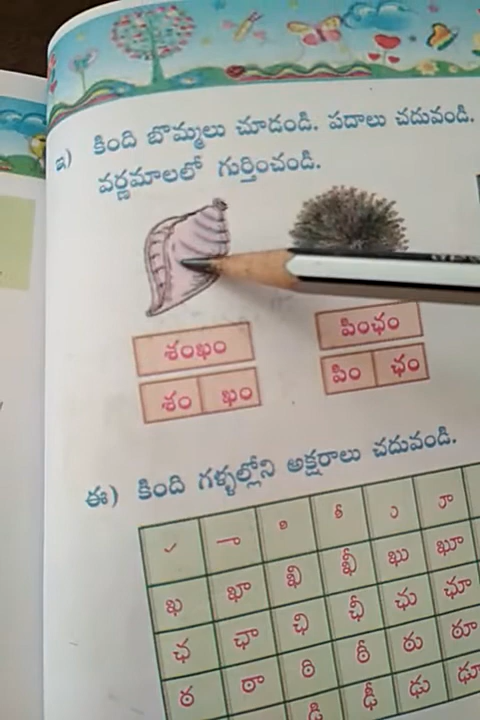 ఇ) కింది బొమ్మలు చూడండి. పదాలు చదువండి.
వర్ణమాలలో గుర్తించండి.
శంఖం పింఛం
శం ఖం పిం ఛం
ఈ) కింది గళ్ళల్లోని అక్షరాలు చదువండి.
✓ ా ి ీ ు ూ
ఖ ఖా ఖి ఖీ ఖు ఖూ
ఛ ఛా ఛి ఛీ ఛు ఛూ
ఠ ఠా ఠి ఠీ ఠు ఠూ
ఢి ఢీ ఢు ఢూ